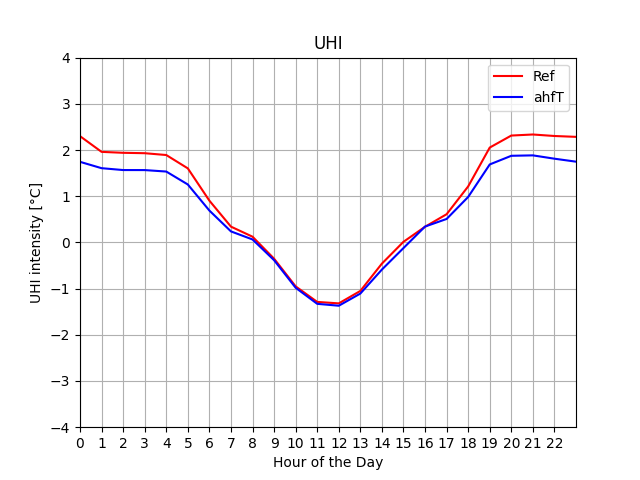 UHI
Ref
ahfT
4
3
2
1
0
−1
−2
−3
−4
UHI intensity [°C]
0 1 2 3 4 5 6 7 8 9 10 11 12 13 14 15 16 17 18 19 20 21 22
Hour of the Day